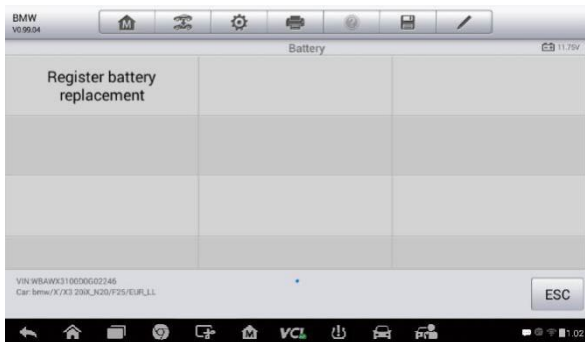 BMW
V0.99.04
Battery
11.75V
Register battery
replacement
VIN:WBAWX310000G02246
Car: bmw/X'/X3 20iX_N20/F25/EUR_LL
ESC
VCI
1.02